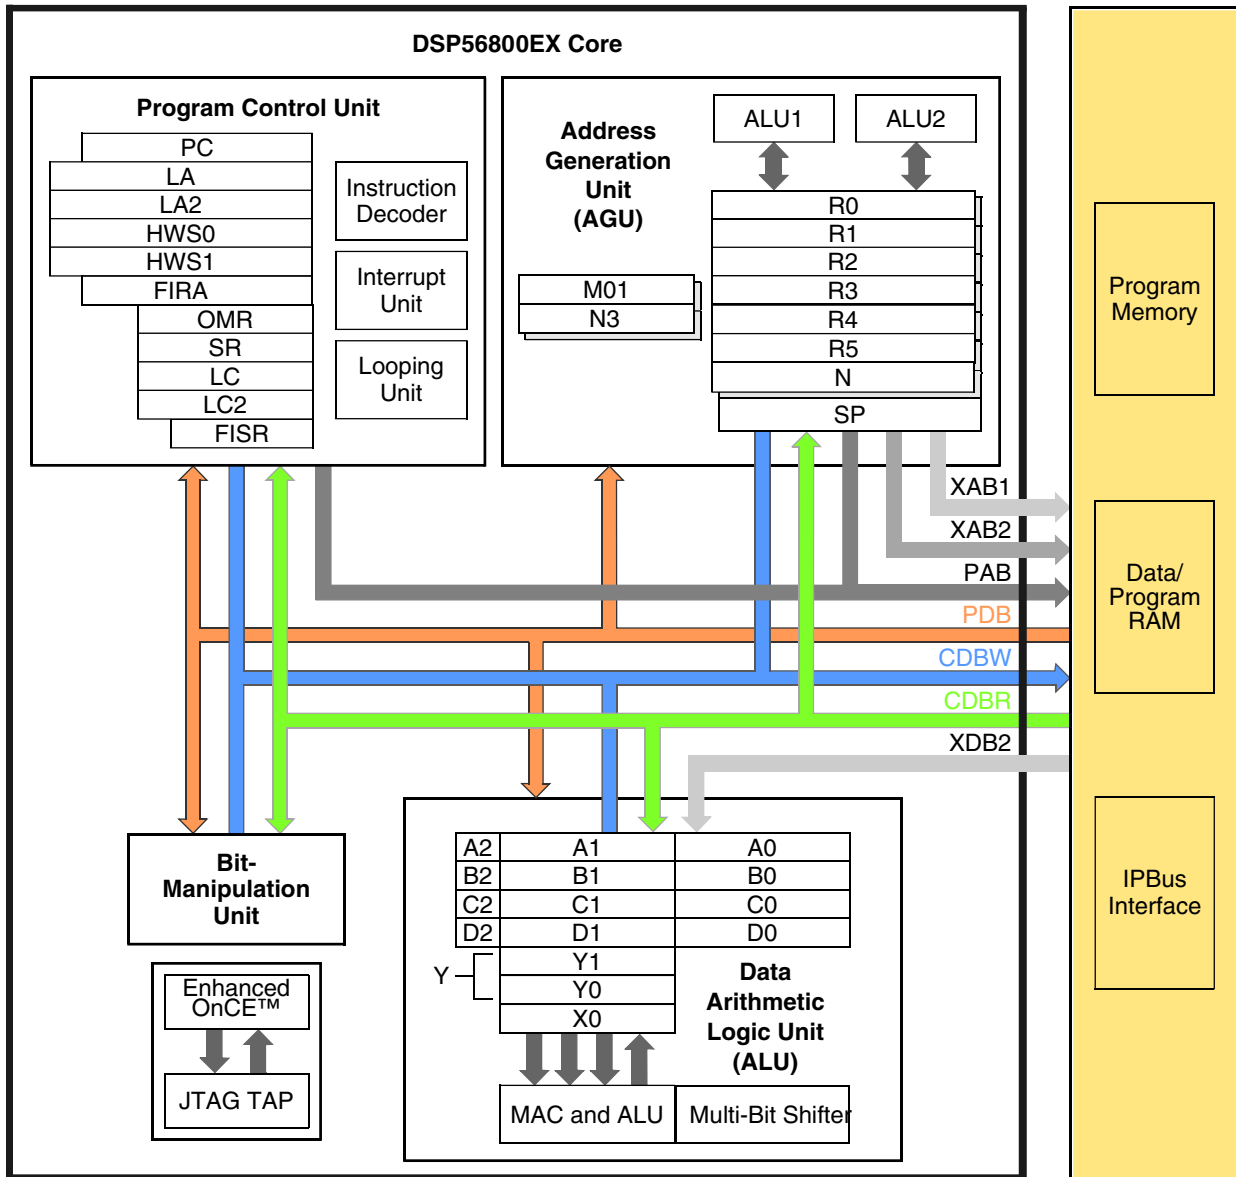 DSP56800EX Core
Program Control Unit
PC
LA
LA2
HWS0
HWS1
FIRA
OMR
SR
LC
LC2
FISR
Instruction
Decoder
Interrupt
Unit
Looping
Unit
Address
Generation
Unit
(AGU)
ALU1
ALU2
R0
R1
R2
R3
R4
R5
N
SP
M01
N3
XAB1
XAB2
PAB
PDB
CDBW
CDBR
XDB2
Program
Memory
Data/
Program
RAM
IPBus
Interface
Bit-
Manipulation
Unit
Enhanced
OnCE™
JTAG TAP
A2 A1 A0
B2 B1 B0
C2 C1 C0
D2 D1 D0
Y
Y1
Y0
X0
Data
Arithmetic
Logic Unit
(ALU)
MAC and ALU
Multi-Bit Shifter